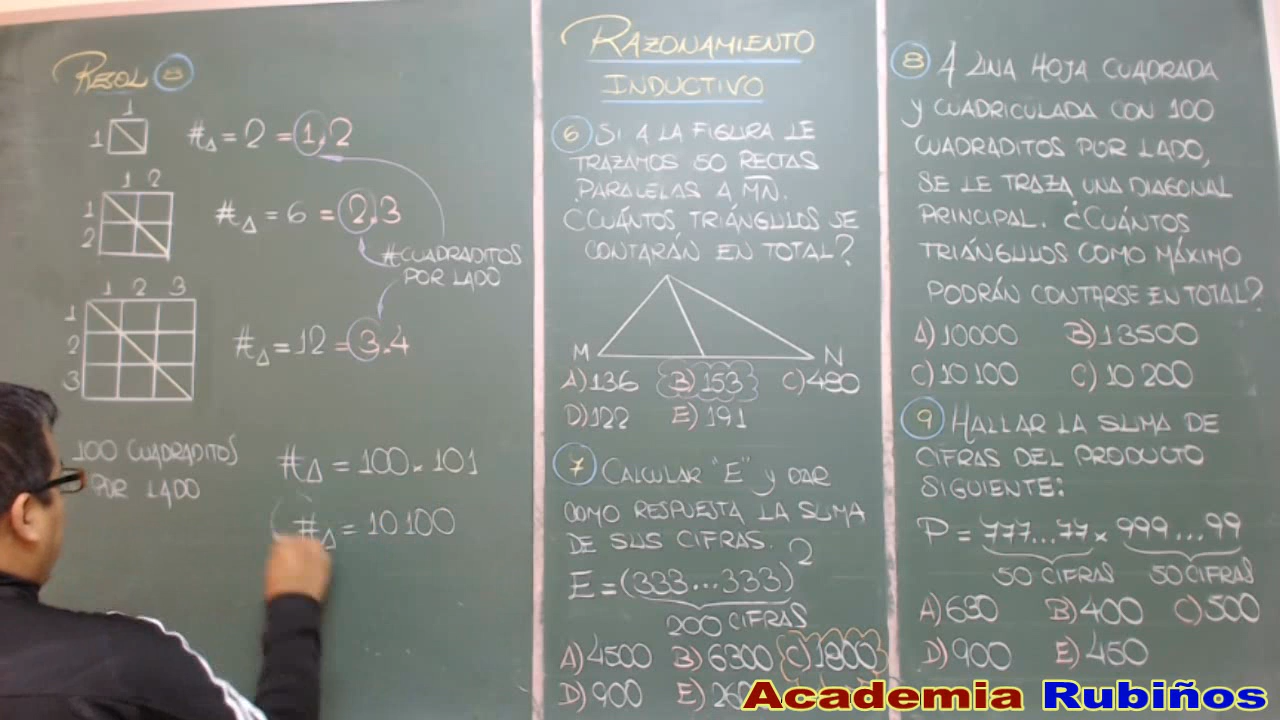 RESOL 8
1
1
#Δ = 2 = 1.2
1 2
1
2
#Δ = 6 = 2.3
#CUADRADITOS
POR LADO
1 2 3
1
2
3
#Δ = 12 = 3.4
100 CUADRADITOS
POR LADO
#Δ = 100 . 101
#Δ = 10100
RAZONAMIENTO
INDUCTIVO
6 SI A LA FIGURA LE
TRAZAMOS 50 RECTAS
PARALELAS A MN.
¿CUÁNTOS TRIÁNGULOS SE
CONTARÁN EN TOTAL?
M N
A) 136 B) 153 C) 480
D) 122 E) 191
7 CALCULAR "E" y DAR
COMO RESPUESTA LA SUMA
DE SUS CIFRAS.
E = (333...333)²
200 CIFRAS
A) 4500 B) 6300 C) 1800
D) 900 E)
8 A UNA HOJA CUADRADA
y CUADRICULADA CON 100
CUADRADITOS POR LADO,
SE LE TRAZA UNA DIAGONAL
PRINCIPAL. ¿CUÁNTOS
TRIÁNGULOS COMO MÁXIMO
PODRÁN CONTARSE EN TOTAL?
A) 10000 B) 13500
C) 10 100 C) 10 200
9 HALLAR LA SUMA DE
CIFRAS DEL PRODUCTO
SIGUIENTE:
P = 777...77 × 999...99
50 CIFRAS 50 CIFRAS
A) 630 B) 400 C) 500
D) 900 E) 450
Academia Rubiños